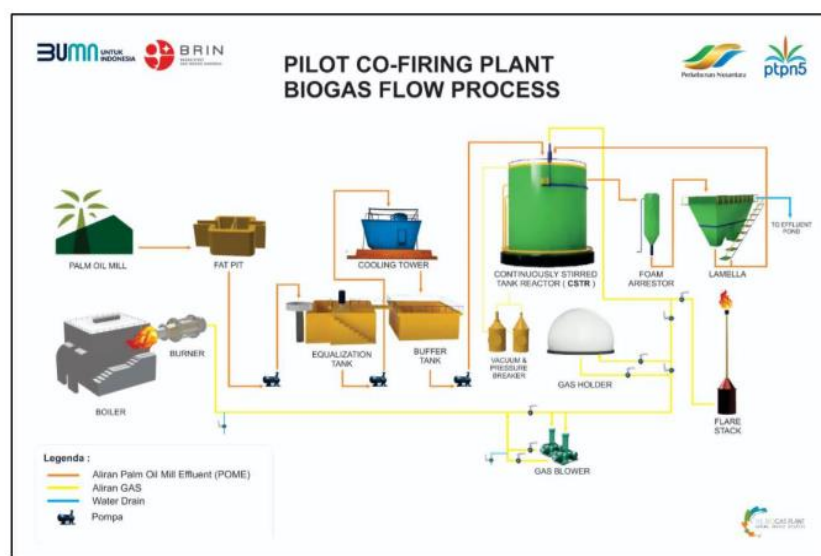 BUMN UNTUK INDONESIA
BRIN
PILOT CO-FIRING PLANT
BIOGAS FLOW PROCESS
Perkebunan Nusantara
ptpn5
PALM OIL MILL
FAT PIT
COOLING TOWER
CONTINUOUSLY STIRRED
TANK REACTOR ( CSTR )
FOAM
ARRESTOR
LAMELLA
TO EFFLUENT
POND
BURNER
BOILER
EQUALIZATION
TANK
BUFFER
TANK
VACUUM &
PRESSURE
BREAKER
GAS HOLDER
FLARE
STACK
GAS BLOWER
Legenda :
Aliran Palm Oil Mill Effluent (POME)
Aliran GAS
Water Drain
Pompa